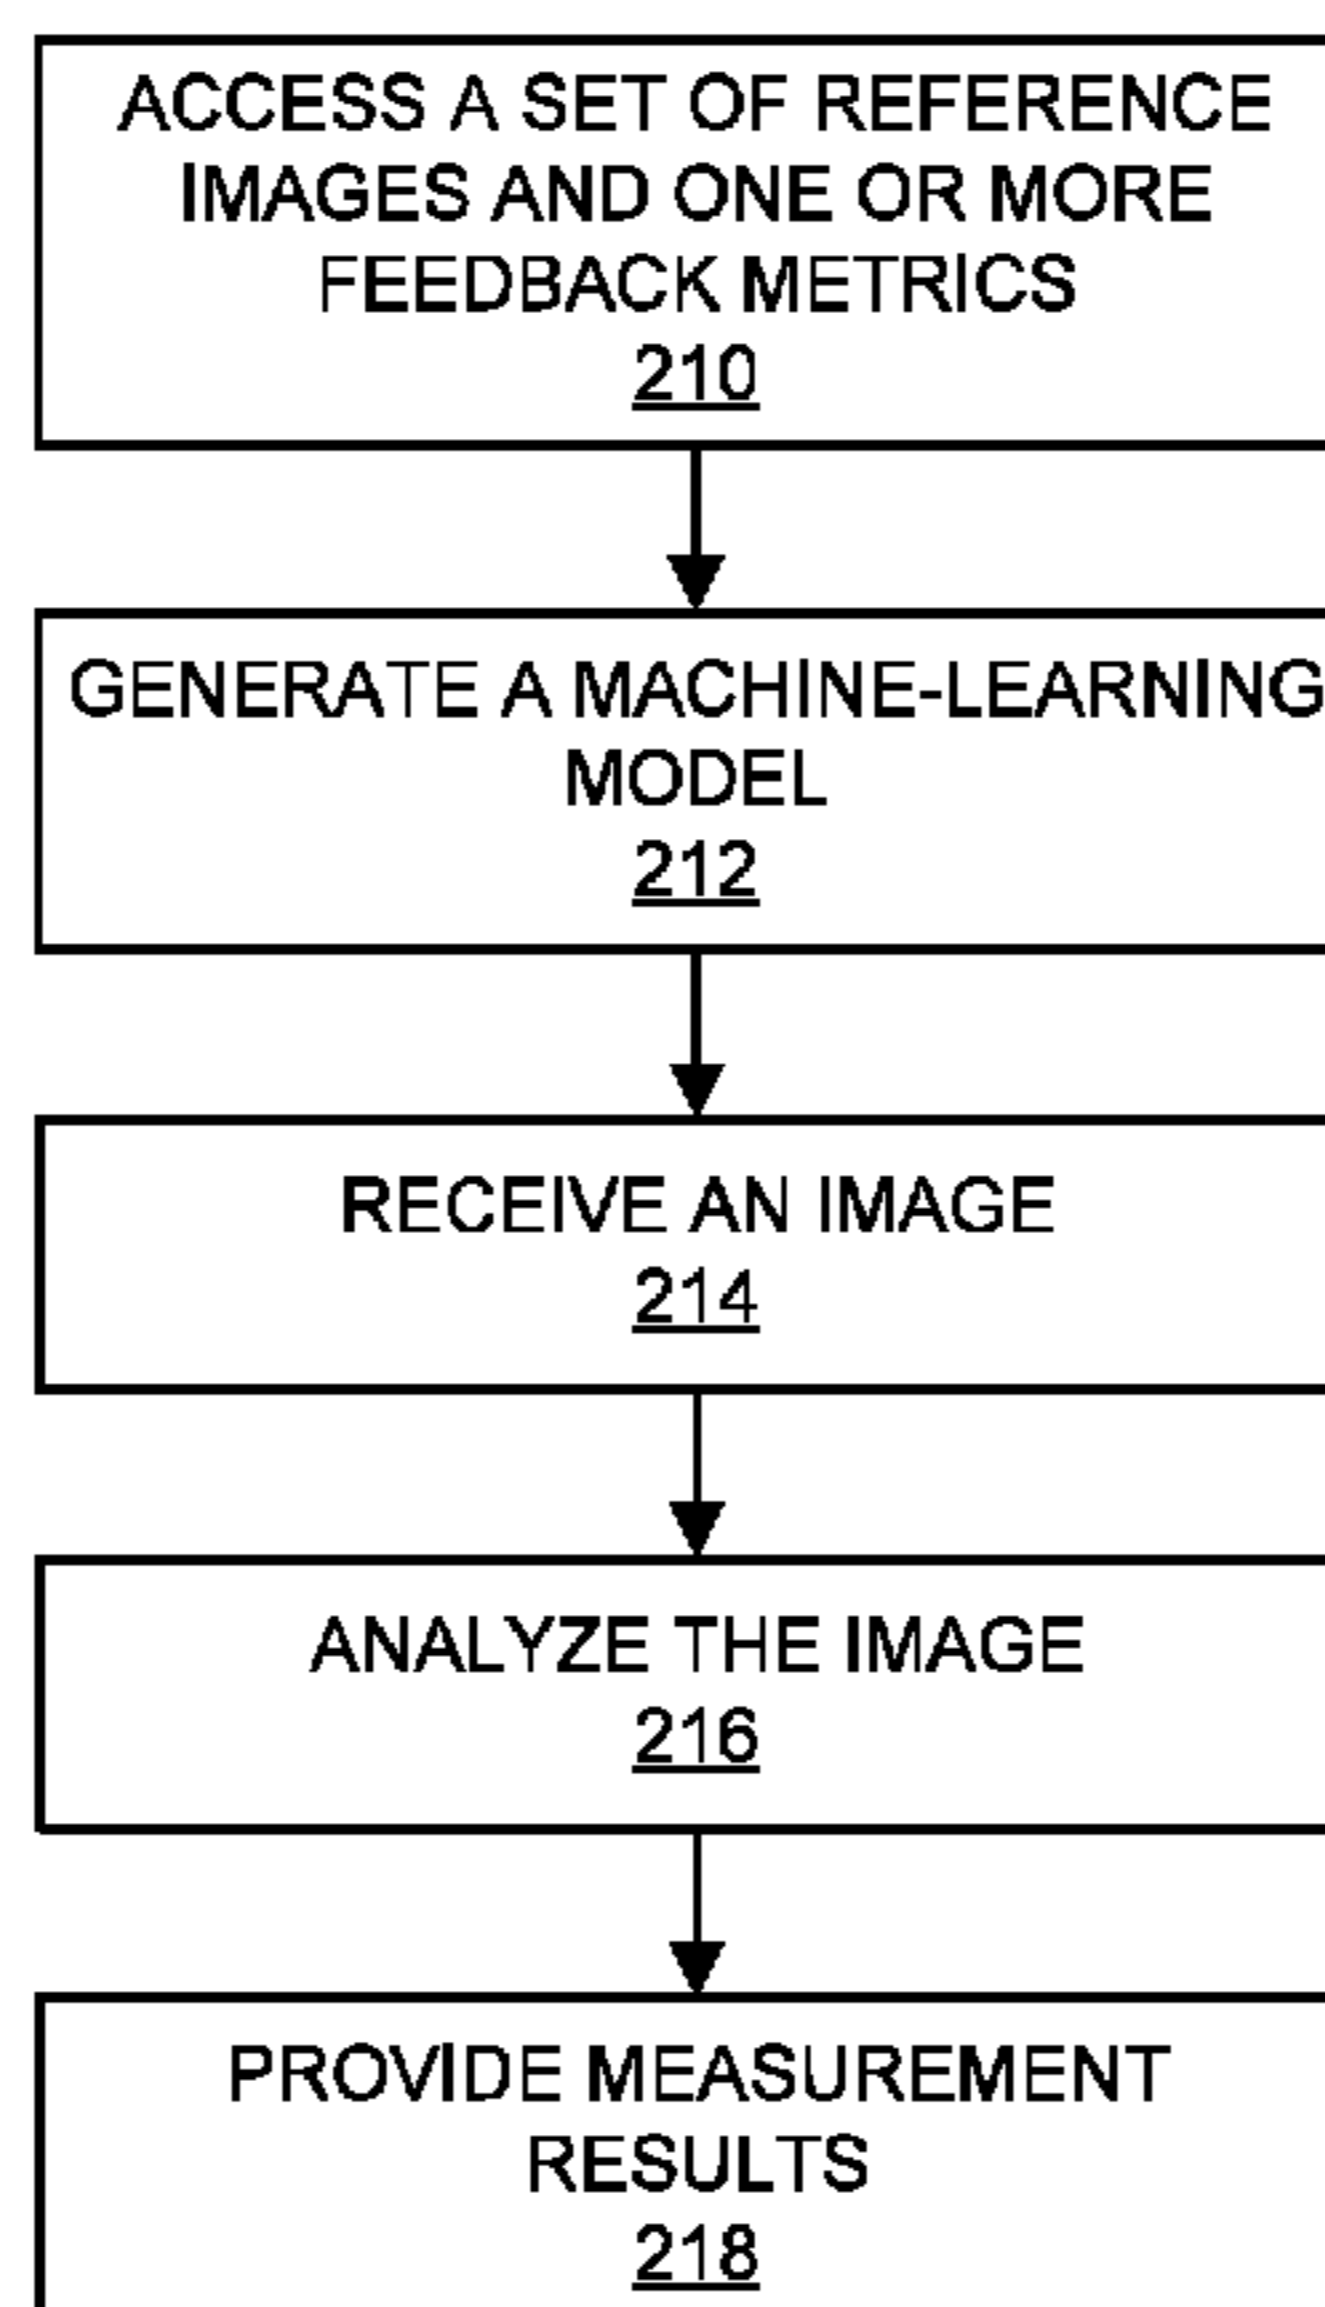 ACCESS A SET OF REFERENCE
IMAGES AND ONE OR MORE
FEEDBACK METRICS
210
GENERATE A MACHINE-LEARNING
MODEL
212
RECEIVE AN IMAGE
214
ANALYZE THE IMAGE
216
PROVIDE MEASUREMENT
RESULTS
218